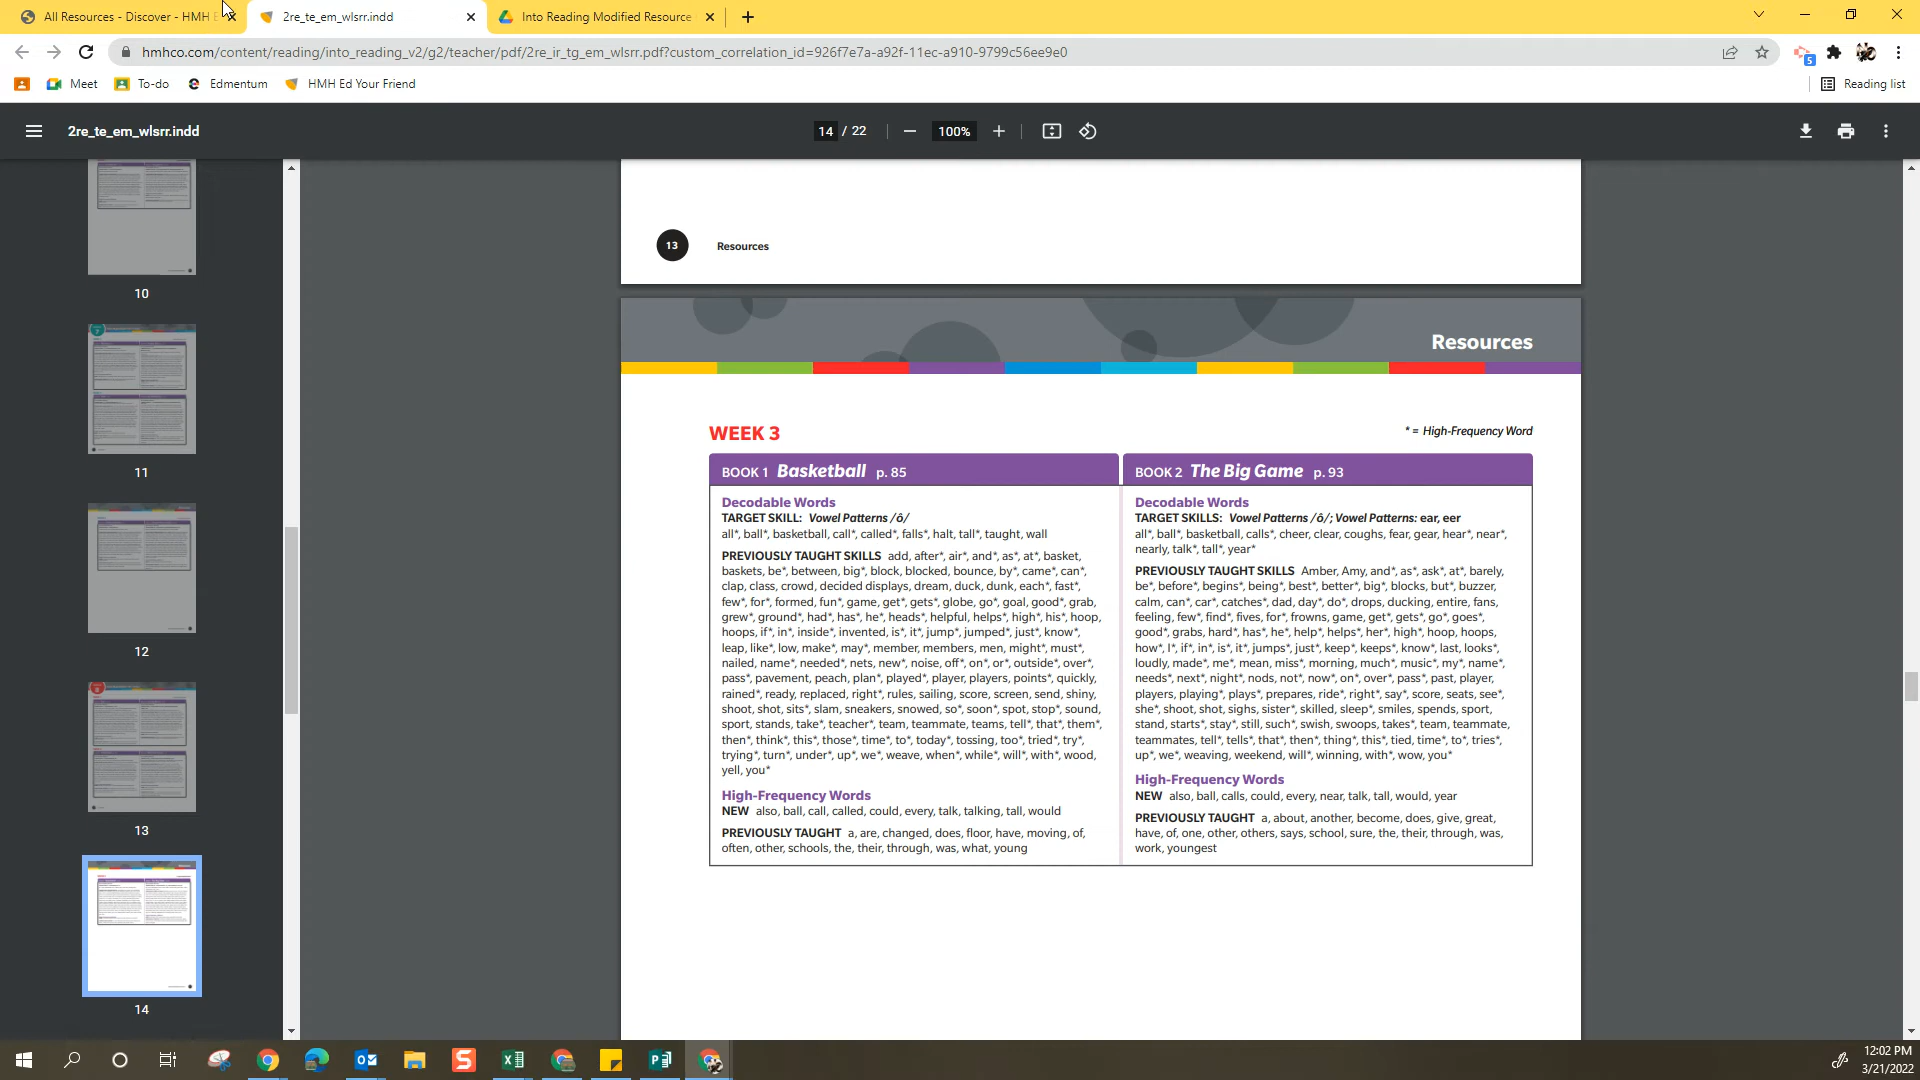 All Resources - Discover - HMH
2re_te_em_wlsrr.indd
Into Reading Modified Resource
hmhco.com/content/reading/into_reading_v2/g2/teacher/pdf/2re_ir_tg_em_wlsrr.pdf?custom_correlation_id=926f7e7a-a92f-11ec-a910-9799c56ee9e0
5
Meet
To-do
Edmentum
HMH Ed Your Friend
Reading list
2re_te_em_wlsrr.indd
14 / 22
100%
10
11
12
13
14
13 Resources
Resources
WEEK 3
* = High-Frequency Word
BOOK 1 Basketball p. 85
Decodable Words
TARGET SKILL: Vowel Patterns /ô/
all*, ball*, basketball, call*, called*, falls*, halt, tall*, taught, wall
PREVIOUSLY TAUGHT SKILLS add, after*, air*, and*, as*, at*, basket,
baskets, be*, between, big*, block, blocked, bounce, by*, came*, can*,
clap, class, crowd, decided displays, dream, duck, dunk, each*, fast*,
few*, for*, formed, fun*, game, get*, gets*, globe, go*, goal, good*, grab,
grew*, ground*, had*, has*, he*, heads*, helpful, helps*, high*, his*, hoop,
hoops, if*, in*, inside*, invented, is*, it*, jump*, jumped*, just*, know*,
leap, like*, low, make*, may*, member, members, men, might*, must*,
nailed, name*, needed*, nets, new*, noise, off*, on*, or*, outside*, over*,
pass*, pavement, peach, plan*, played*, player, players, points*, quickly,
rained*, ready, replaced, right*, rules, sailing, score, screen, send, shiny,
shoot, shot, sits*, slam, sneakers, snowed, so*, soon*, spot, stop*, sound,
sport, stands, take*, teacher*, team, teammate, teams, tell*, that*, them*,
then*, think*, this*, those*, time*, to*, today*, tossing, too*, tried*, try*,
trying*, turn*, under*, up*, we*, weave, when*, while*, will*, with*, wood,
yell, you*
High-Frequency Words
NEW also, ball, call, called, could, every, talk, talking, tall, would
PREVIOUSLY TAUGHT a, are, changed, does, floor, have, moving, of,
often, other, schools, the, their, through, was, what, young
BOOK 2 The Big Game p. 93
Decodable Words
TARGET SKILLS: Vowel Patterns /ô/; Vowel Patterns: ear, eer
all*, ball*, basketball, calls*, cheer, clear, coughs, fear, gear, hear*, near*,
nearly, talk*, tall*, year*
PREVIOUSLY TAUGHT SKILLS Amber, Amy, and*, as*, ask*, at*, barely,
be*, before*, begins*, being*, best*, better*, big*, blocks, but*, buzzer,
calm, can*, car*, catches*, dad, day*, do*, drops, ducking, entire, fans,
feeling, few*, find*, fives, for*, frowns, game, get*, gets*, go*, goes*,
good*, grabs, hard*, has*, he*, help*, helps*, her*, high*, hoop, hoops,
how*, I*, if*, in*, is*, it*, jumps*, just*, keep*, keeps*, know*, last, looks*,
loudly, made*, me*, mean, miss*, morning, much*, music*, my*, name*,
needs*, next*, night*, nods, not*, now*, on*, over*, pass*, past, player,
players, playing*, plays*, prepares, ride*, right*, say*, score, seats, see*,
she*, shoot, shot, sighs, sister*, skilled, sleep*, smiles, spends, sport,
stand, starts*, stay*, still, such*, swish, swoops, takes*, team, teammate,
teammates, tell*, tells*, that*, then*, thing*, this*, tied, time*, to*, tries*,
up*, we*, weaving, weekend, will*, winning, with*, wow, you*
High-Frequency Words
NEW also, ball, calls, could, every, near, talk, tall, would, year
PREVIOUSLY TAUGHT a, about, another, become, does, give, great,
have, of, one, other, others, says, school, sure, the, their, through, was,
work, youngest
12:02 PM
3/21/2022